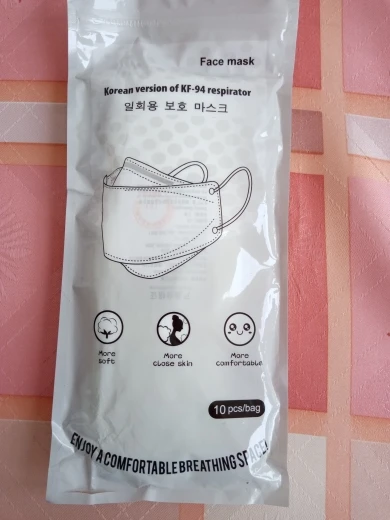 Face mask
Korean version of KF-94 respirator
일회용 보호 마스크
More
soft
More
close skin
More
comfortable
10 pcs/bag
ENJOY A COMFORTABLE BREATHING SPACE!